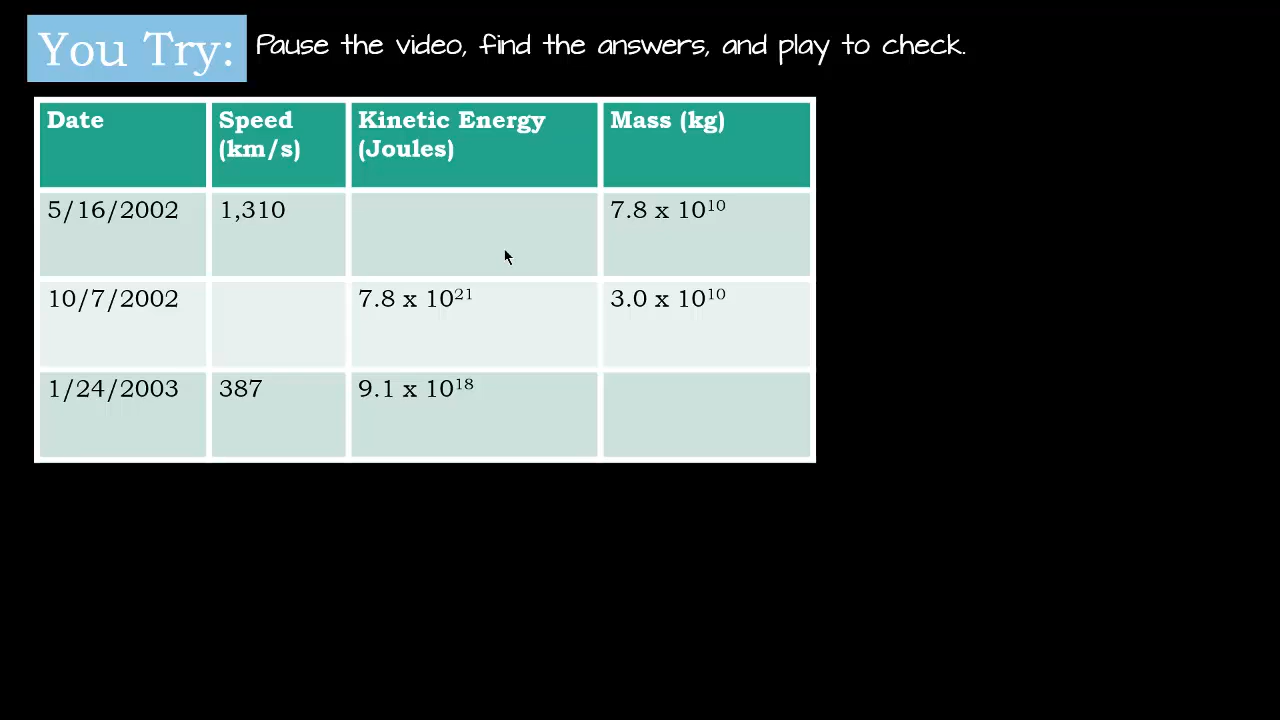 You Try: Pause the video, find the answers, and play to check.
Date Speed (km/s) Kinetic Energy (Joules) Mass (kg)
5/16/2002 1,310 7.8 x 10¹⁰
10/7/2002 7.8 x 10²¹ 3.0 x 10¹⁰
1/24/2003 387 9.1 x 10¹⁸